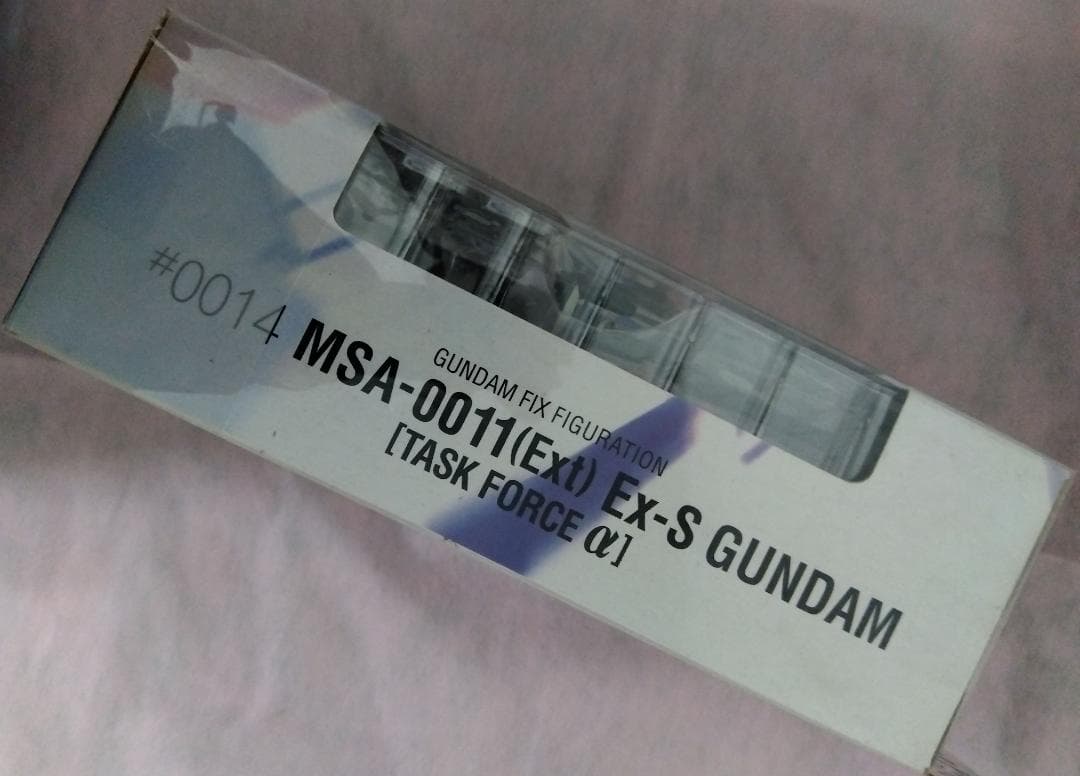 #0014
GUNDAM FIX FIGURATION
MSA-0011(Ext) Ex-S GUNDAM
[TASK FORCE α]